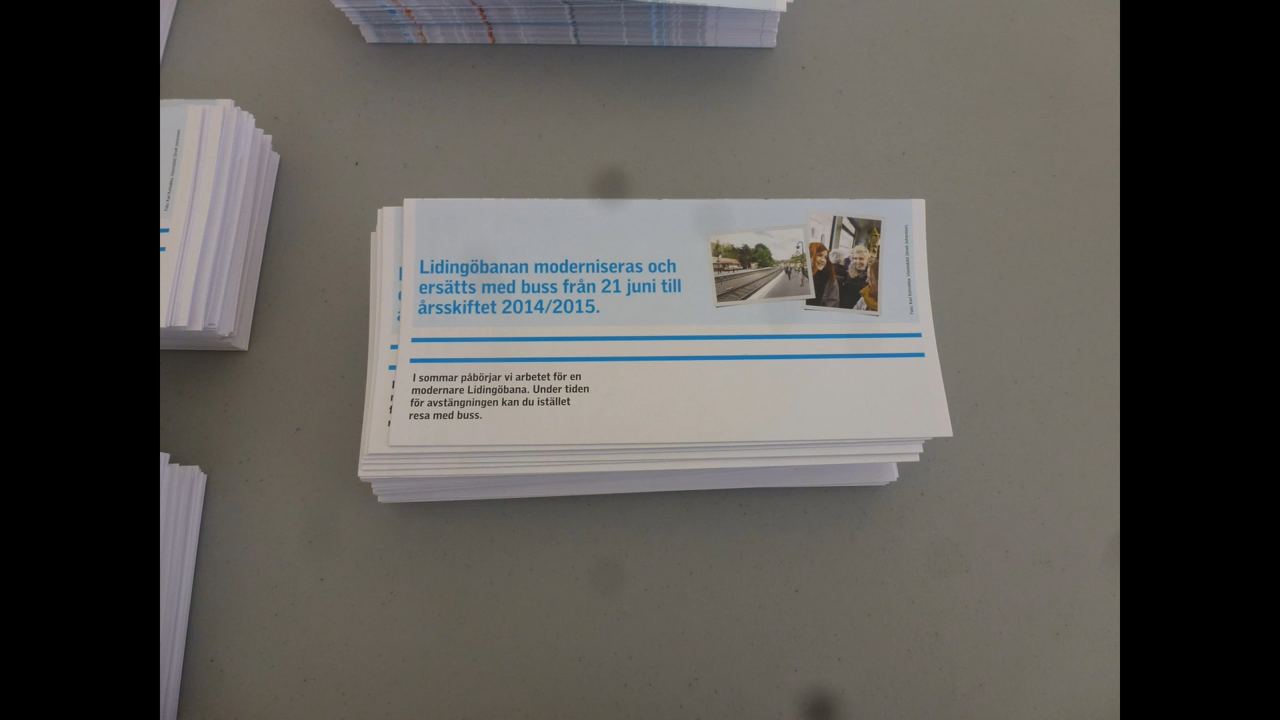 Lidingöbanan moderniseras och
ersätts med buss från 21 juni till
årsskiftet 2014/2015.
I sommar påbörjar vi arbetet för en
modernare Lidingöbana. Under tiden
för avstängningen kan du istället
resa med buss.